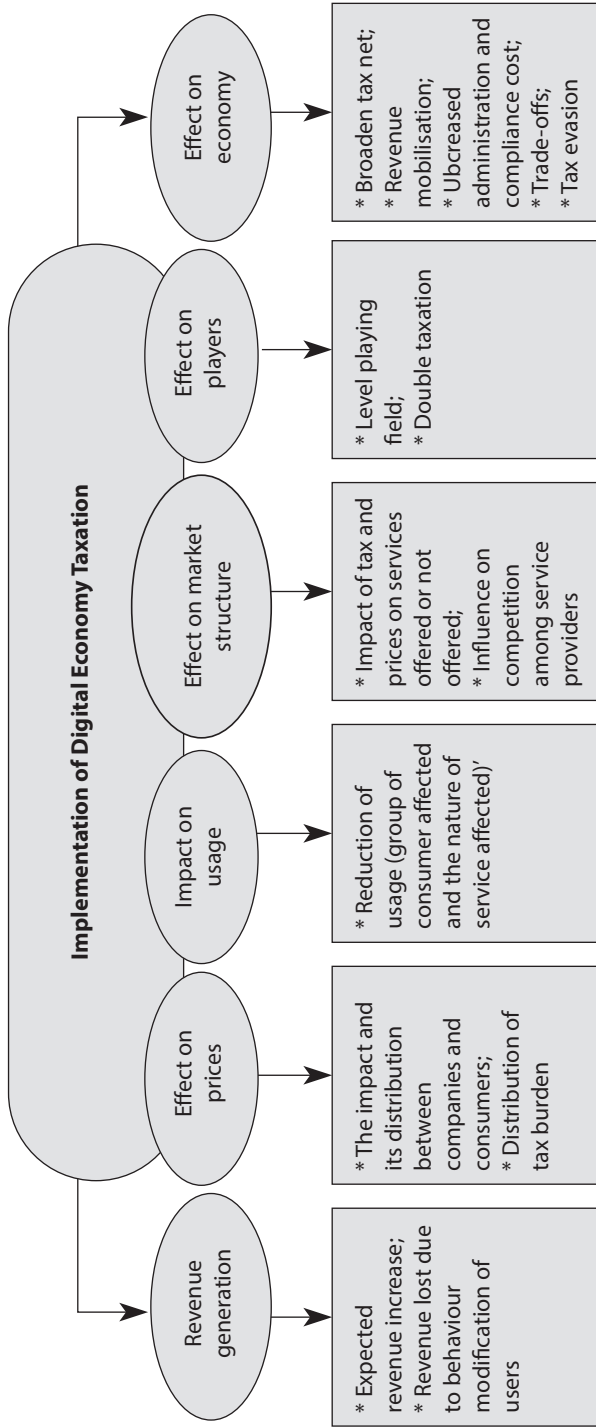 Implementation of Digital Economy Taxation
Revenue
generation
* Expected
revenue increase;
* Revenue lost due
to behaviour
modification of
users
Effect on
prices
* The impact and
its distribution
between
companies and
consumers;
* Distribution of
tax burden
Impact on
usage
* Reduction of
usage (group of
consumer affected
and the nature of
service affected)’
Effect on market
structure
* Impact of tax and
prices on services
offered or not
offered;
* Influence on
competition
among service
providers
Effect on
players
* Level playing
field;
* Double taxation
Effect on
economy
* Broaden tax net;
* Revenue
mobilisation;
* Ubcreased
administration and
compliance cost;
* Trade-offs;
* Tax evasion